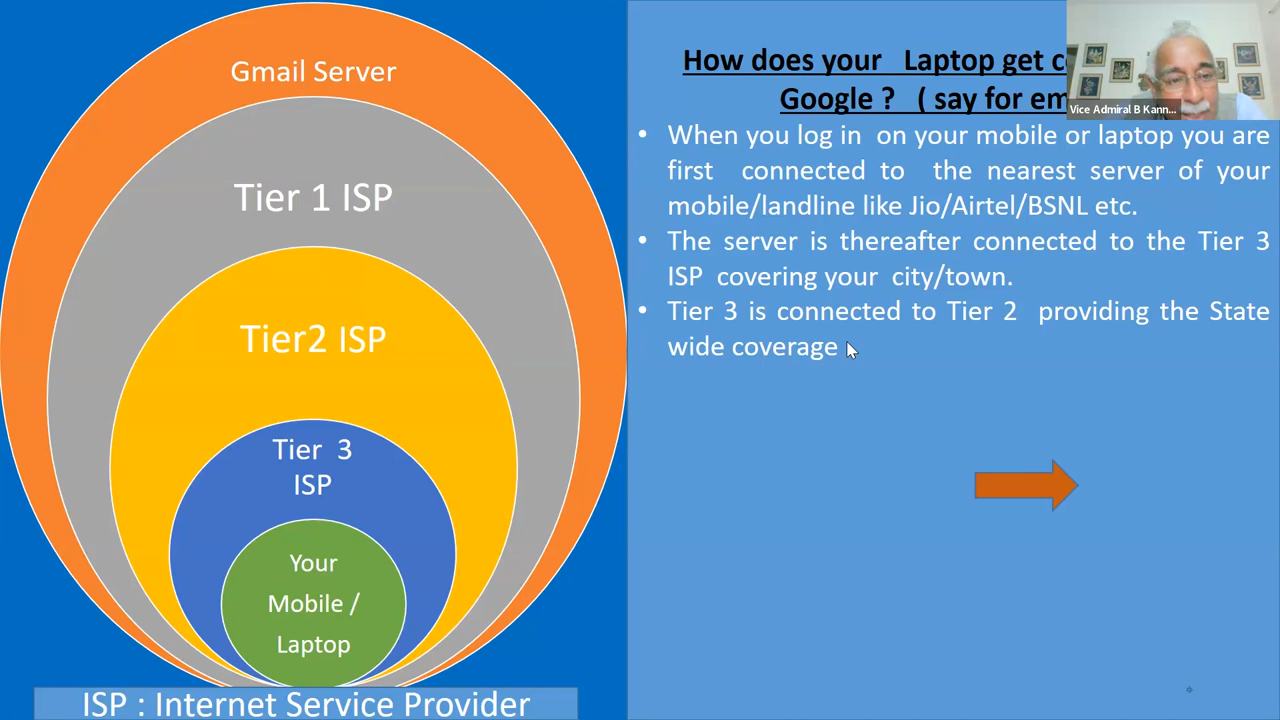 Gmail Server
Tier 1 ISP
Tier2 ISP
Tier 3
ISP
Your
Mobile /
Laptop
ISP : Internet Service Provider
How does your Laptop get
Google ? ( say for
Vice Admiral B Kann...
• When you log in on your mobile or laptop you are
first connected to the nearest server of your
mobile/landline like Jio/Airtel/BSNL etc.
• The server is thereafter connected to the Tier 3
ISP covering your city/town.
• Tier 3 is connected to Tier 2 providing the State
wide coverage